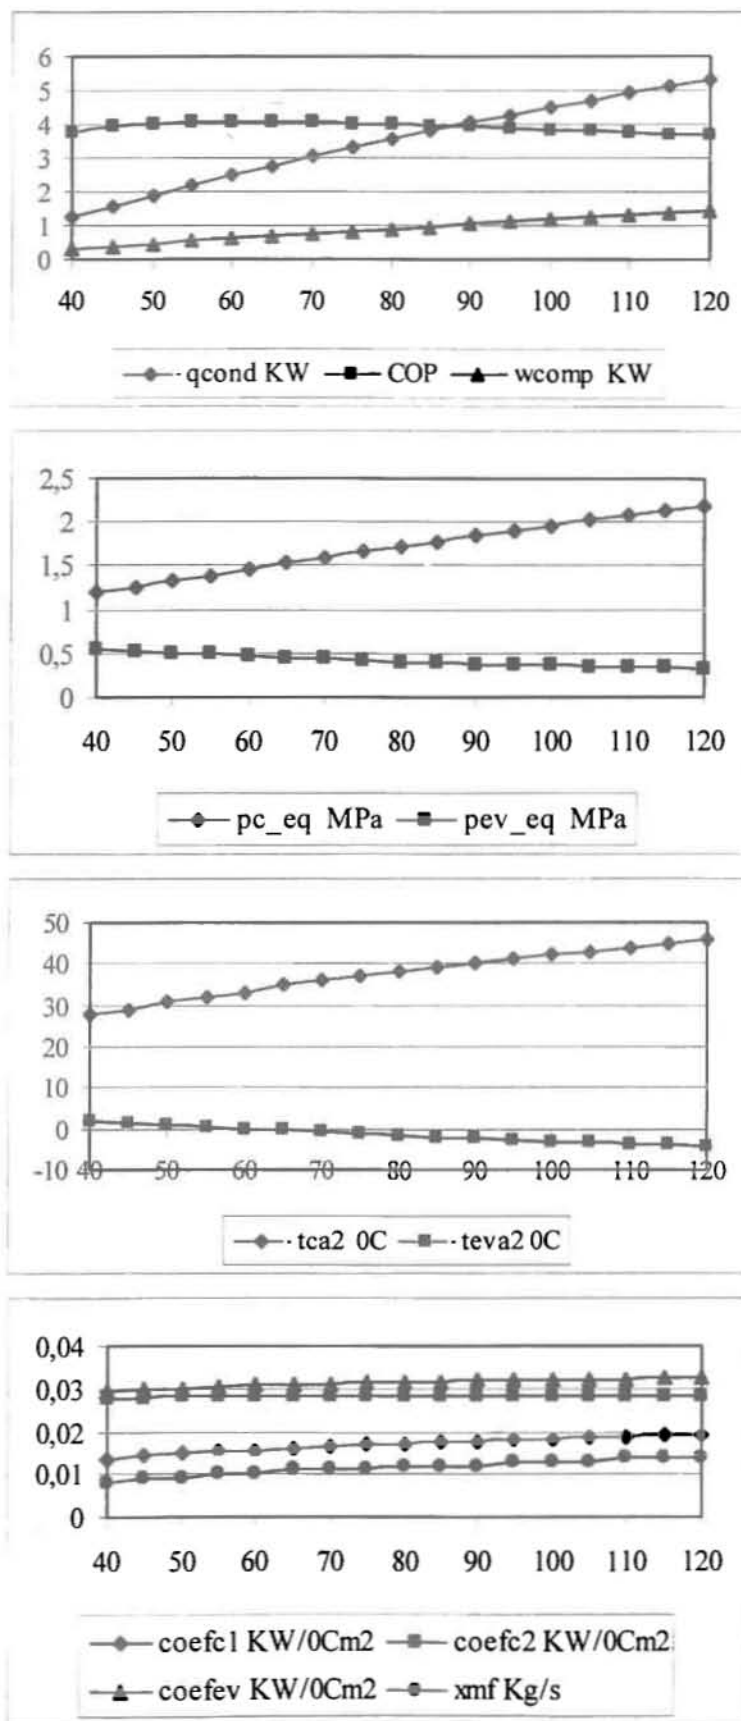 6
5
4
3
2
1
0
40 50 60 70 80 90 100 110 120
qcond KW COP wcomp KW
2,5
2
1,5
1
0,5
0
40 50 60 70 80 90 100 110 120
pc_eq MPa pev_eq MPa
50
40
30
20
10
0
-10 40 50 60 70 80 90 100 110 120
tca2 0C teva2 0C
0,04
0,03
0,02
0,01
0
40 50 60 70 80 90 100 110 120
coefc1 KW/0Cm2 coefc2 KW/0Cm2
coefev KW/0Cm2 xmf Kg/s